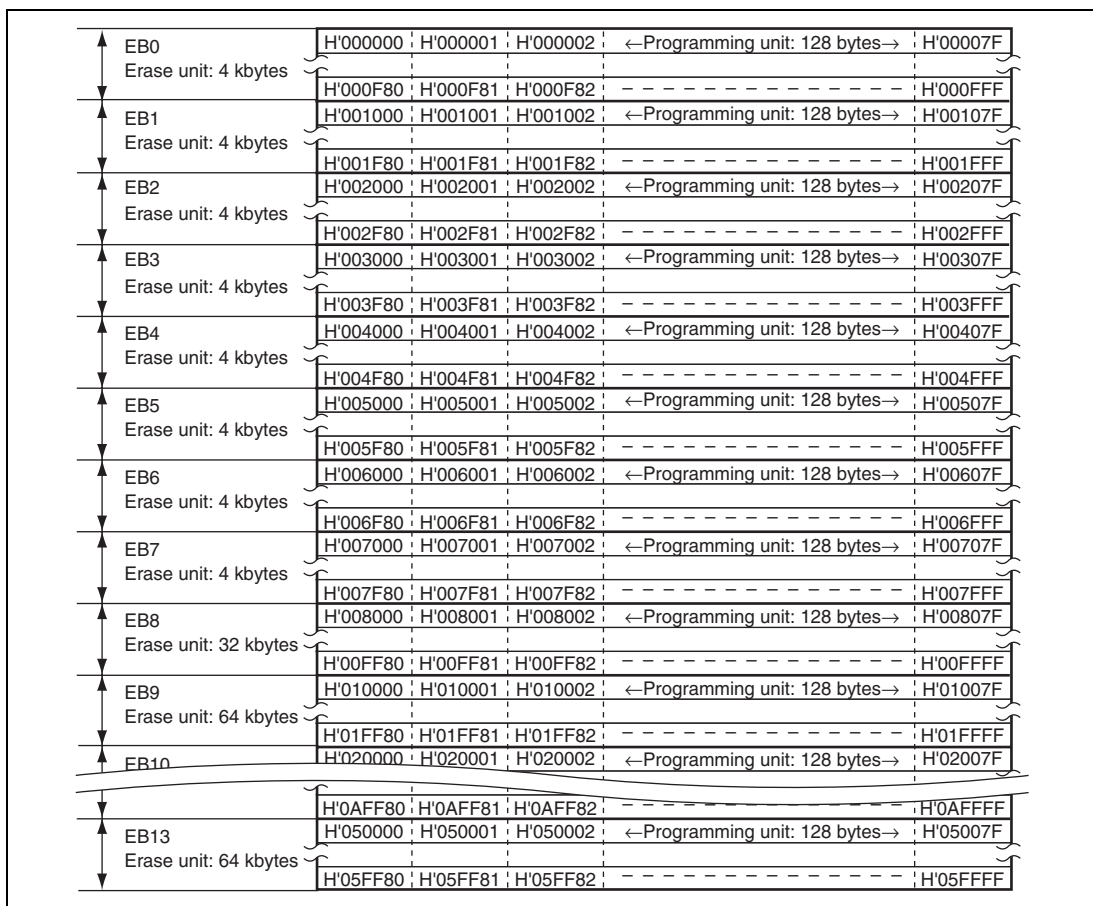 EB0 H'000000 H'000001 H'000002 ←Programming unit: 128 bytes→ H'00007F
Erase unit: 4 kbytes
H'000F80 H'000F81 H'000F82 – – – – – – – – – – – – – – H'000FFF
EB1 H'001000 H'001001 H'001002 ←Programming unit: 128 bytes→ H'00107F
Erase unit: 4 kbytes
H'001F80 H'001F81 H'001F82 – – – – – – – – – – – – – – H'001FFF
EB2 H'002000 H'002001 H'002002 ←Programming unit: 128 bytes→ H'00207F
Erase unit: 4 kbytes
H'002F80 H'002F81 H'002F82 – – – – – – – – – – – – – – H'002FFF
EB3 H'003000 H'003001 H'003002 ←Programming unit: 128 bytes→ H'00307F
Erase unit: 4 kbytes
H'003F80 H'003F81 H'003F82 – – – – – – – – – – – – – – H'003FFF
EB4 H'004000 H'004001 H'004002 ←Programming unit: 128 bytes→ H'00407F
Erase unit: 4 kbytes
H'004F80 H'004F81 H'004F82 – – – – – – – – – – – – – – H'004FFF
EB5 H'005000 H'005001 H'005002 ←Programming unit: 128 bytes→ H'00507F
Erase unit: 4 kbytes
H'005F80 H'005F81 H'005F82 – – – – – – – – – – – – – – H'005FFF
EB6 H'006000 H'006001 H'006002 ←Programming unit: 128 bytes→ H'00607F
Erase unit: 4 kbytes
H'006F80 H'006F81 H'006F82 – – – – – – – – – – – – – – H'006FFF
EB7 H'007000 H'007001 H'007002 ←Programming unit: 128 bytes→ H'00707F
Erase unit: 4 kbytes
H'007F80 H'007F81 H'007F82 – – – – – – – – – – – – – – H'007FFF
EB8 H'008000 H'008001 H'008002 ←Programming unit: 128 bytes→ H'00807F
Erase unit: 32 kbytes
H'00FF80 H'00FF81 H'00FF82 – – – – – – – – – – – – – – H'00FFFF
EB9 H'010000 H'010001 H'010002 ←Programming unit: 128 bytes→ H'01007F
Erase unit: 64 kbytes
H'01FF80 H'01FF81 H'01FF82 – – – – – – – – – – – – – – H'01FFFF
EB10 H'020000 H'020001 H'020002 ←Programming unit: 128 bytes→ H'02007F
H'0AFF80 H'0AFF81 H'0AFF82 – – – – – – – – – – – – – – H'0AFFFF
EB13 H'050000 H'050001 H'050002 ←Programming unit: 128 bytes→ H'05007F
Erase unit: 64 kbytes
H'05FF80 H'05FF81 H'05FF82 – – – – – – – – – – – – – – H'05FFFF